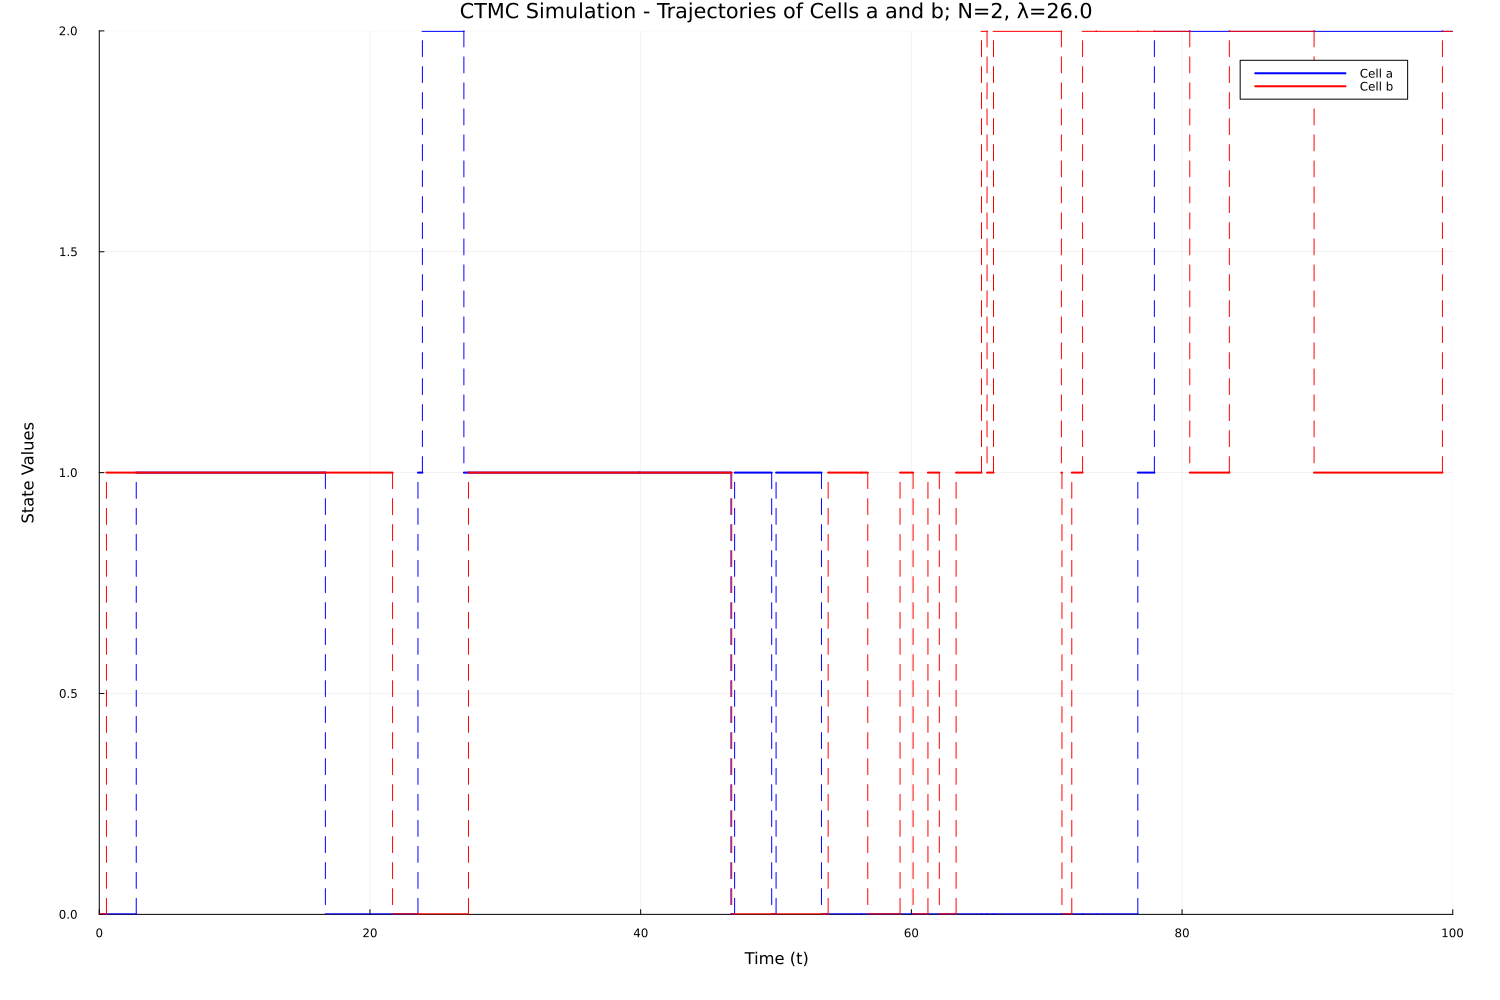 CTMC Simulation - Trajectories of Cells a and b; N=2, λ=26.0
2.0
Cell a
Cell b
1.5
State Values
1.0
0.5
0.0
0 20 40 60 80 100
Time (t)